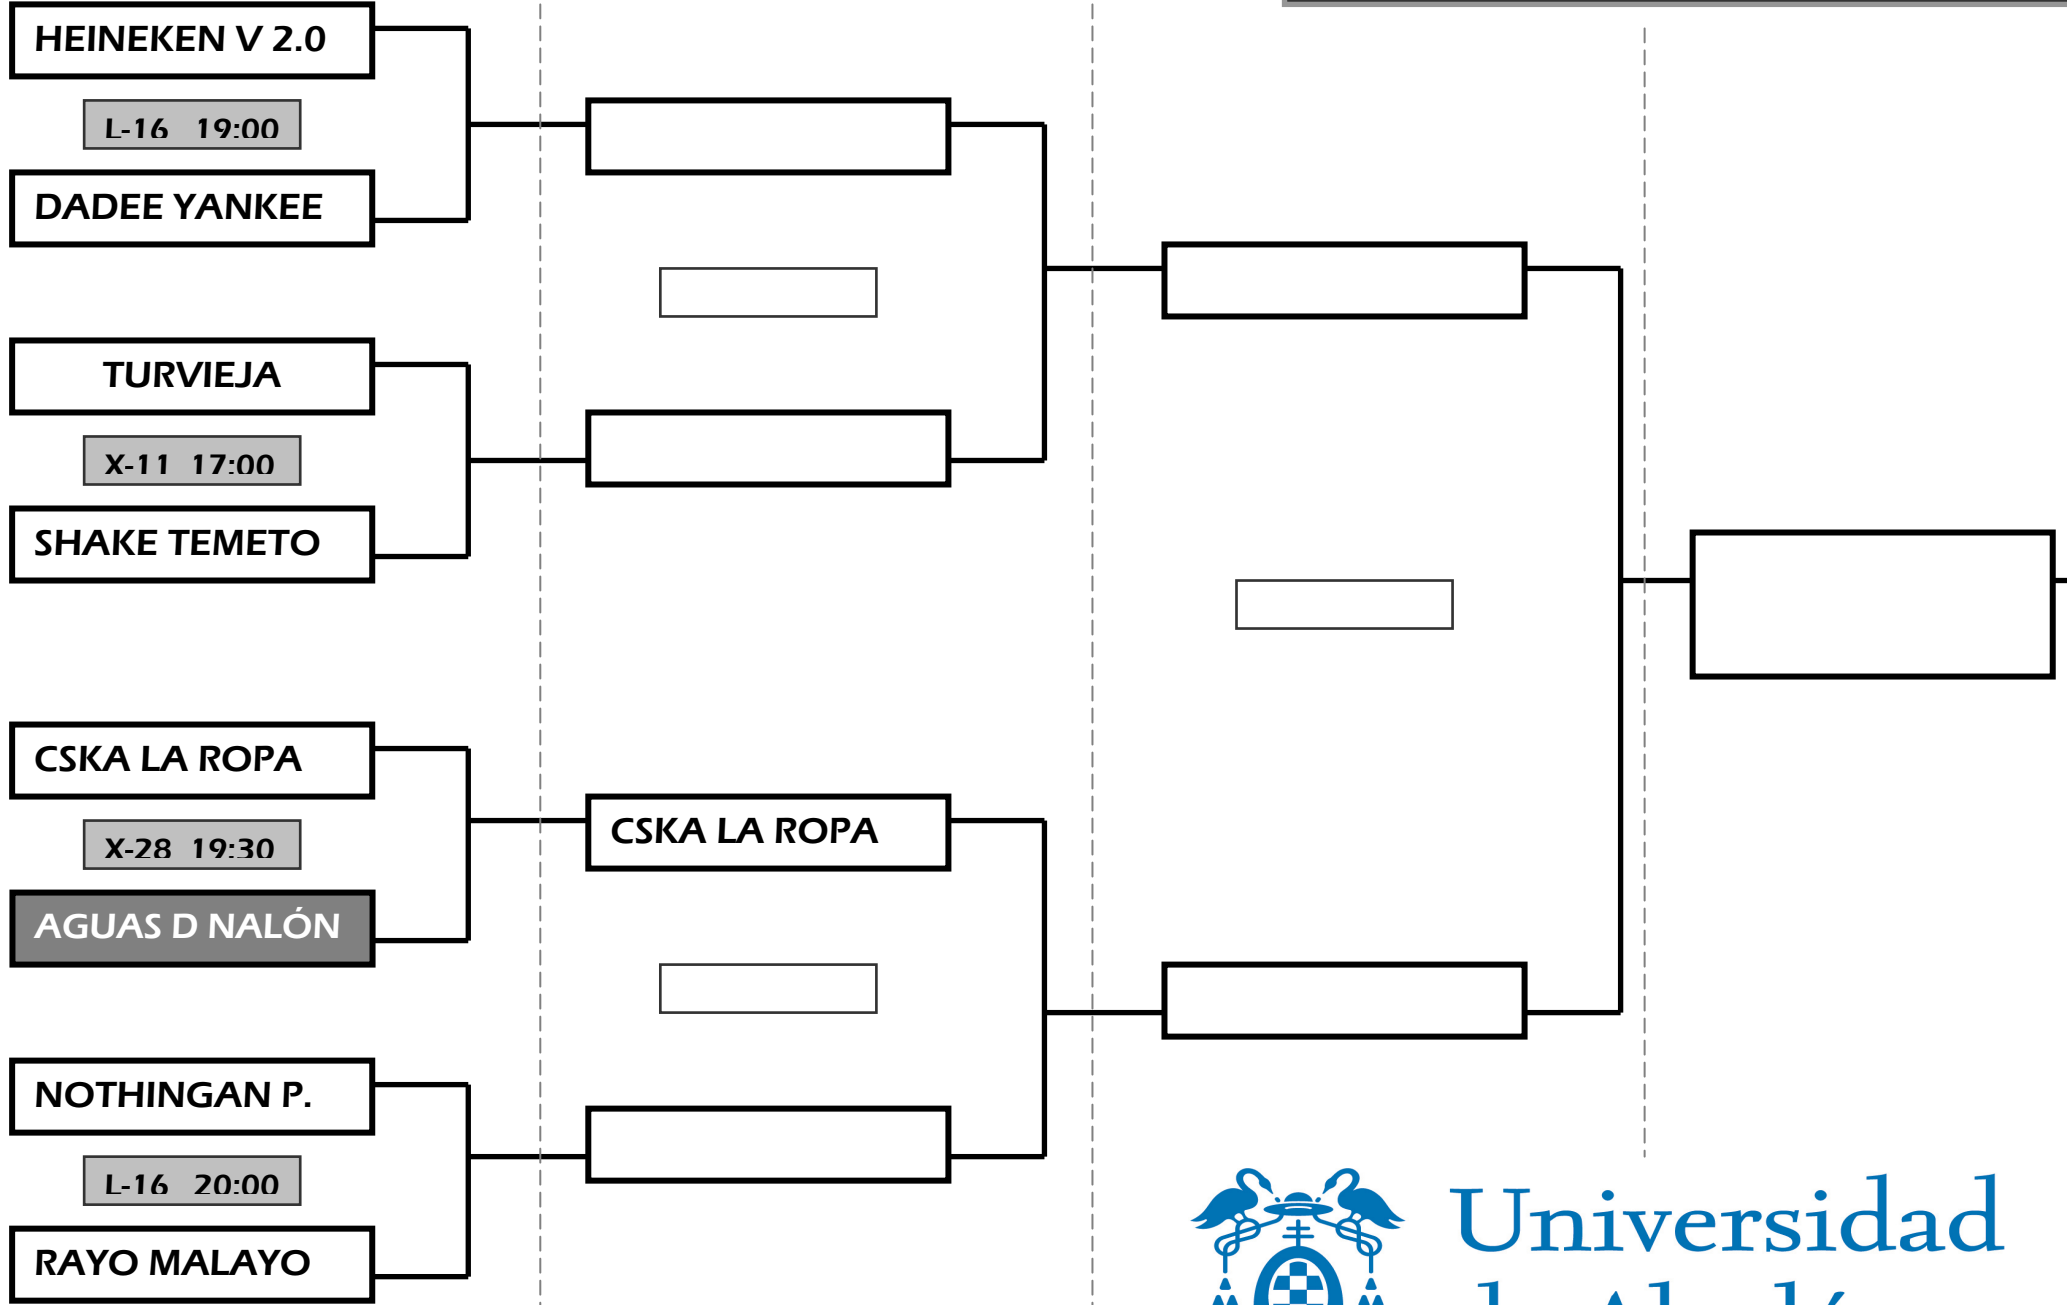 HEINEKEN V 2.0
L-16 19:00
DADEE YANKEE
TURVIEJA
X-11 17:00
SHAKE TEMETO
CSKA LA ROPA
X-28 19:30
AGUAS D NALÓN
CSKA LA ROPA
NOTHINGAN P.
L-16 20:00
RAYO MALAYO
Universidad